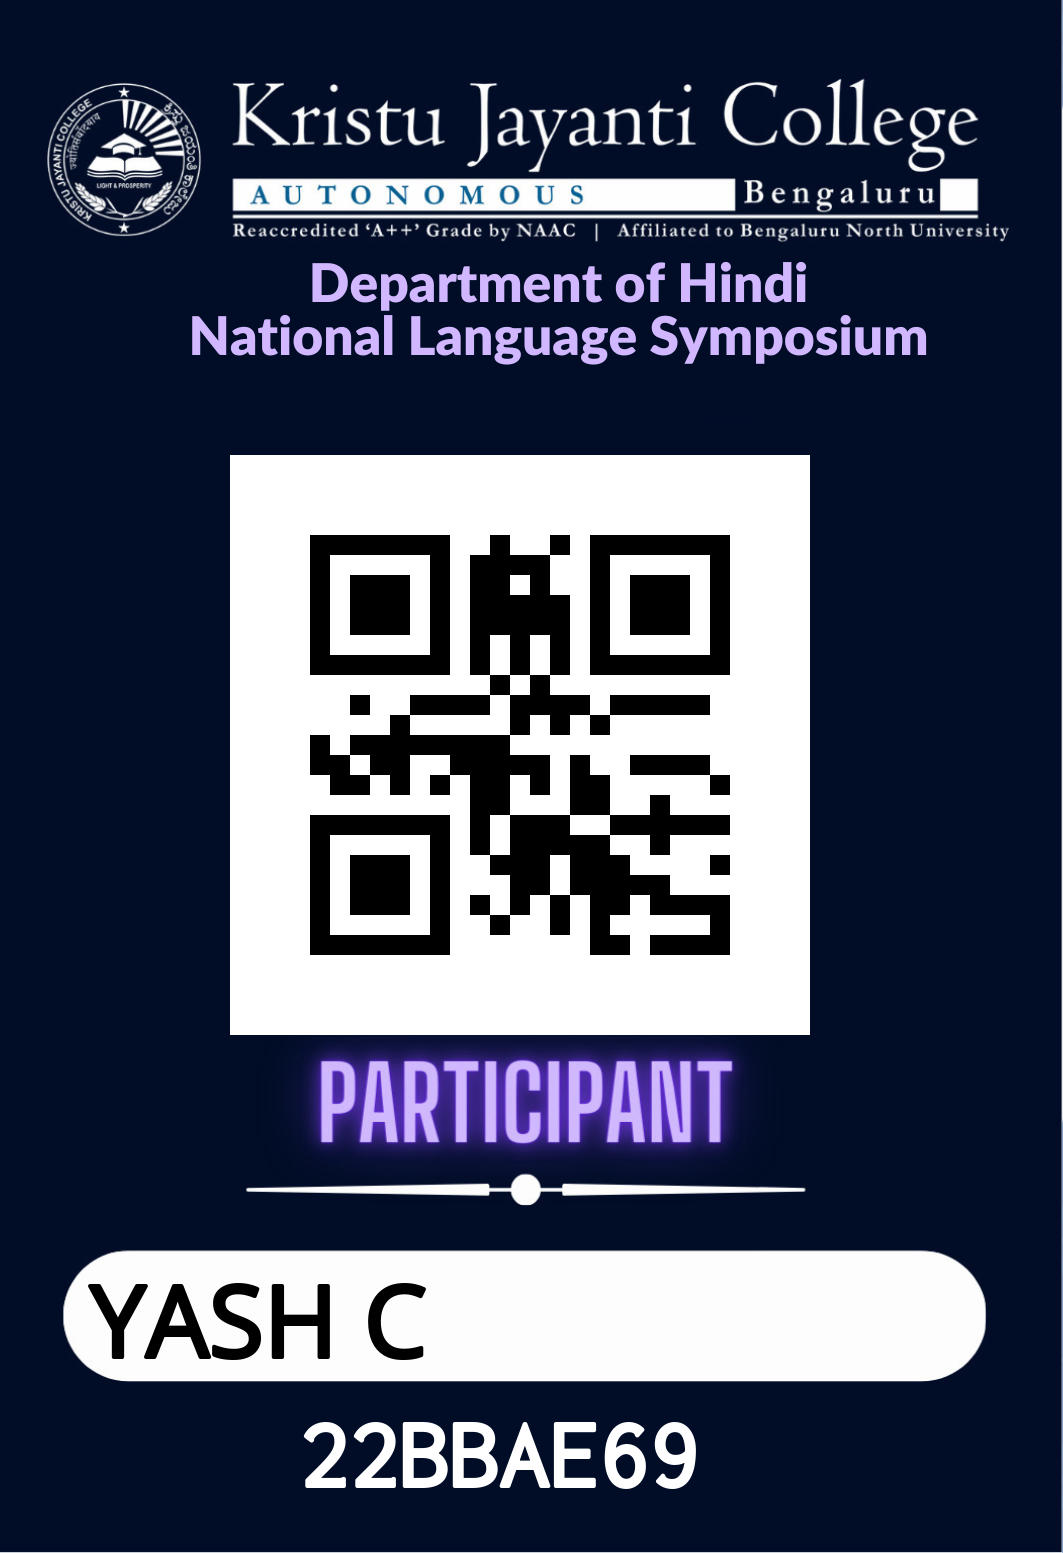 KRISTU JAYANTI COLLEGE
ಕ್ರಿಸ್ತು ಜಯಂತಿ ಕಾಲೇಜು
LIGHT & PROSPERITY
Kristu Jayanti College
AUTONOMOUS Bengaluru
Reaccredited ‘A++’ Grade by NAAC | Affiliated to Bengaluru North University
Department of Hindi
National Language Symposium
PARTICIPANT
YASH C
22BBAE69